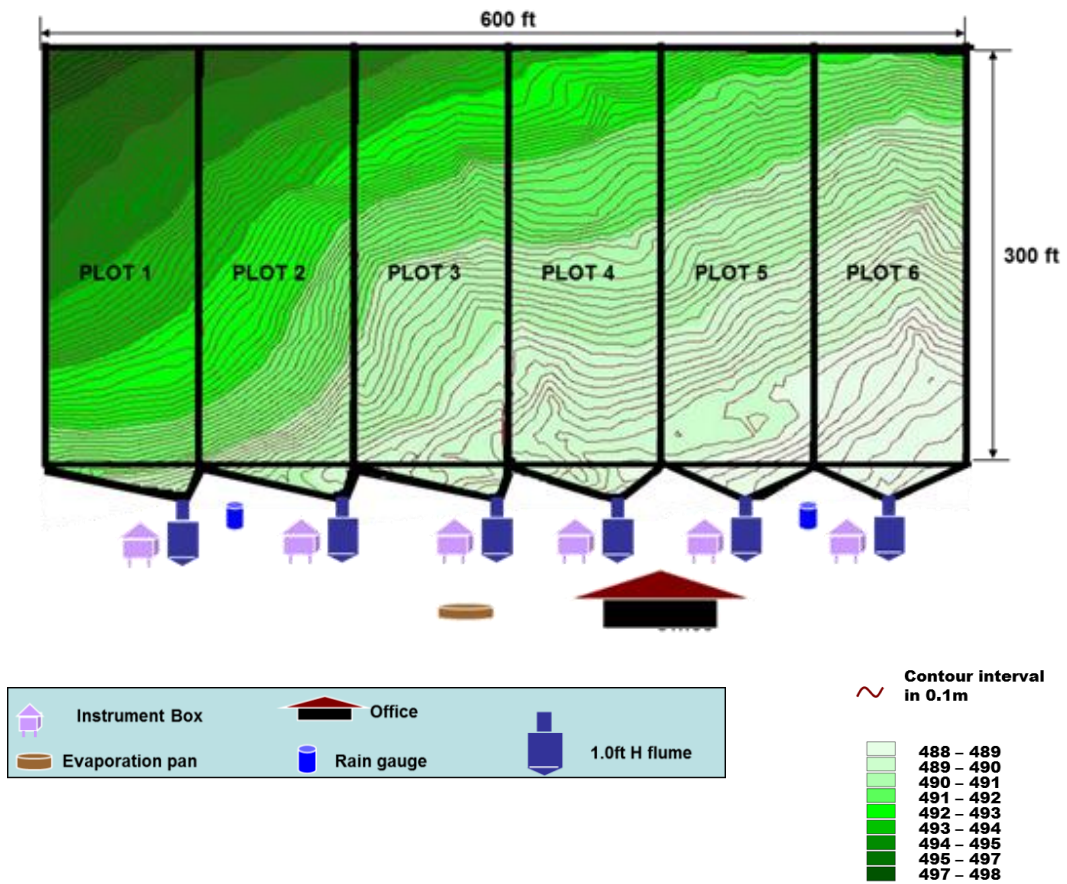 600 ft
PLOT 1
PLOT 2
PLOT 3
PLOT 4
PLOT 5
PLOT 6
300 ft
Contour interval
in 0.1m
Instrument Box
Office
Evaporation pan
Rain gauge
1.0ft H flume
488 – 489
489 – 490
490 – 491
491 – 492
492 – 493
493 – 494
494 – 495
495 – 497
497 – 498